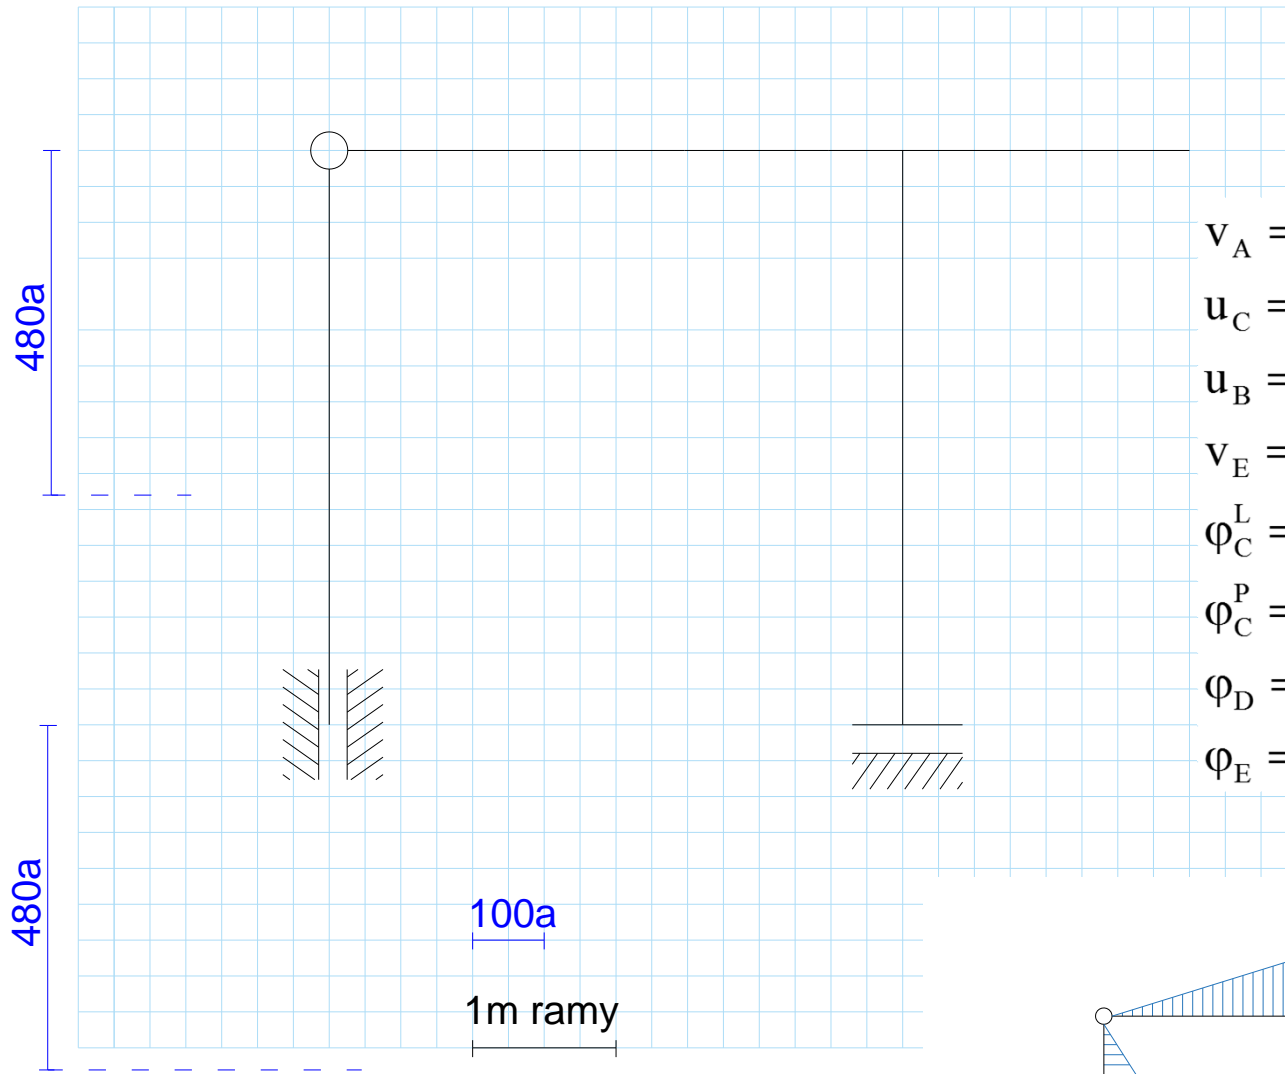 480a
v_A =
u_C =
u_B =
v_E =
φ_C^L =
φ_C^P =
φ_D =
φ_E =
480a
100a
1m ramy